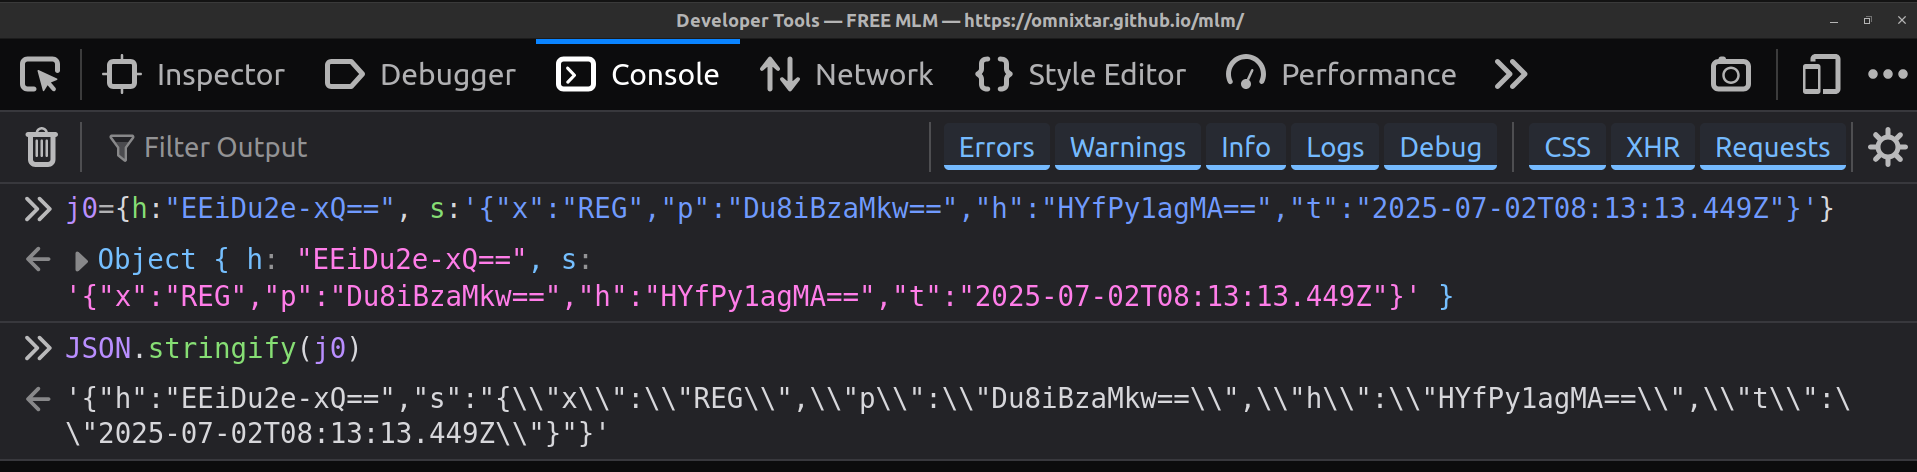 Developer Tools — FREE MLM — https://omnixtar.github.io/mlm/
Inspector Debugger Console Network Style Editor Performance
Filter Output Errors Warnings Info Logs Debug CSS XHR Requests
j0={h:"EEiDu2e-xQ==", s:'{"x":"REG","p":"Du8iBzaMkw==","h":"HYfPy1agMA==","t":"2025-07-02T08:13:13.449Z"}'}
Object { h: "EEiDu2e-xQ==", s:
'{"x":"REG","p":"Du8iBzaMkw==","h":"HYfPy1agMA==","t":"2025-07-02T08:13:13.449Z"}' }
JSON.stringify(j0)
'{"h":"EEiDu2e-xQ==","s":"{\\"x\\":\\"REG\\",\\"p\\":\\"Du8iBzaMkw==\\",\\"h\\":\\"HYfPy1agMA==\\",\\"t\\":\
\"2025-07-02T08:13:13.449Z\\"}"}'